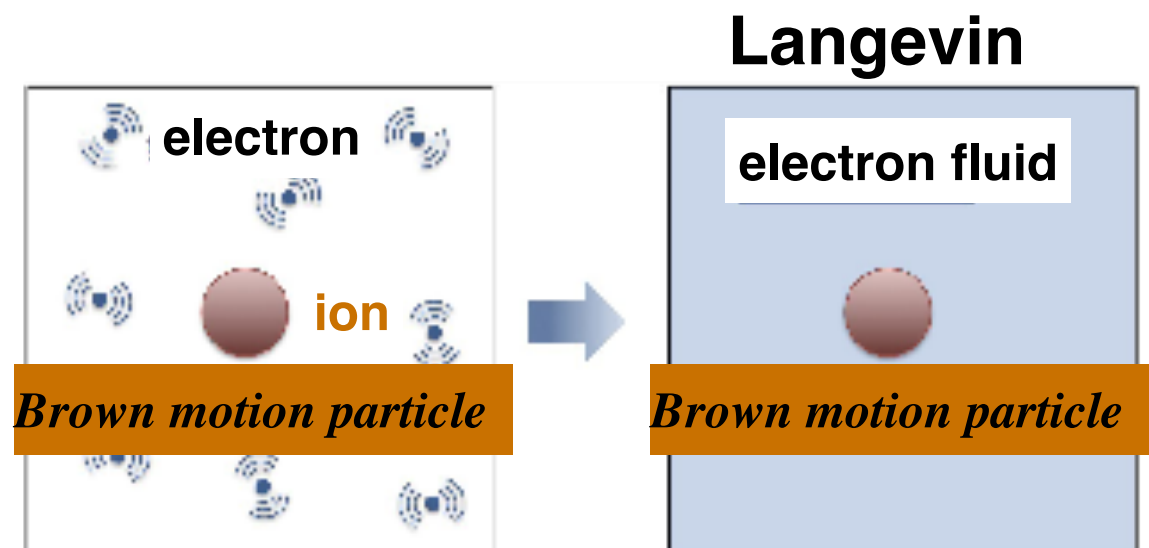 Langevin
electron
electron fluid
ion
Brown motion particle
Brown motion particle